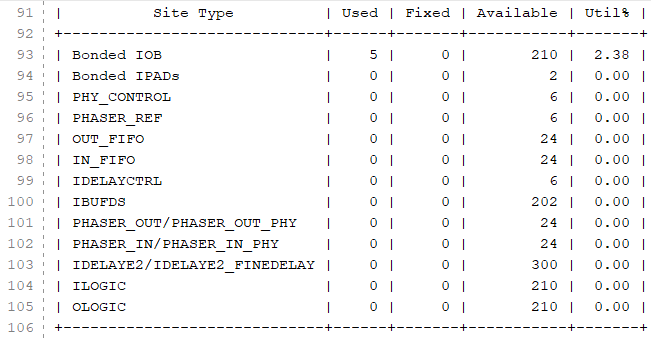 91 | Site Type | Used | Fixed | Available | Util% |
92 +----------------------------+------+-------+-----------+-------+
93 | Bonded IOB | 5 | 0 | 210 | 2.38 |
94 | Bonded IPADs | 0 | 0 | 2 | 0.00 |
95 | PHY_CONTROL | 0 | 0 | 6 | 0.00 |
96 | PHASER_REF | 0 | 0 | 6 | 0.00 |
97 | OUT_FIFO | 0 | 0 | 24 | 0.00 |
98 | IN_FIFO | 0 | 0 | 24 | 0.00 |
99 | IDELAYCTRL | 0 | 0 | 6 | 0.00 |
100 | IBUFDS | 0 | 0 | 202 | 0.00 |
101 | PHASER_OUT/PHASER_OUT_PHY | 0 | 0 | 24 | 0.00 |
102 | PHASER_IN/PHASER_IN_PHY | 0 | 0 | 24 | 0.00 |
103 | IDELAYE2/IDELAYE2_FINEDELAY | 0 | 0 | 300 | 0.00 |
104 | ILOGIC | 0 | 0 | 210 | 0.00 |
105 | OLOGIC | 0 | 0 | 210 | 0.00 |
106 +----------------------------+------+-------+-----------+-------+